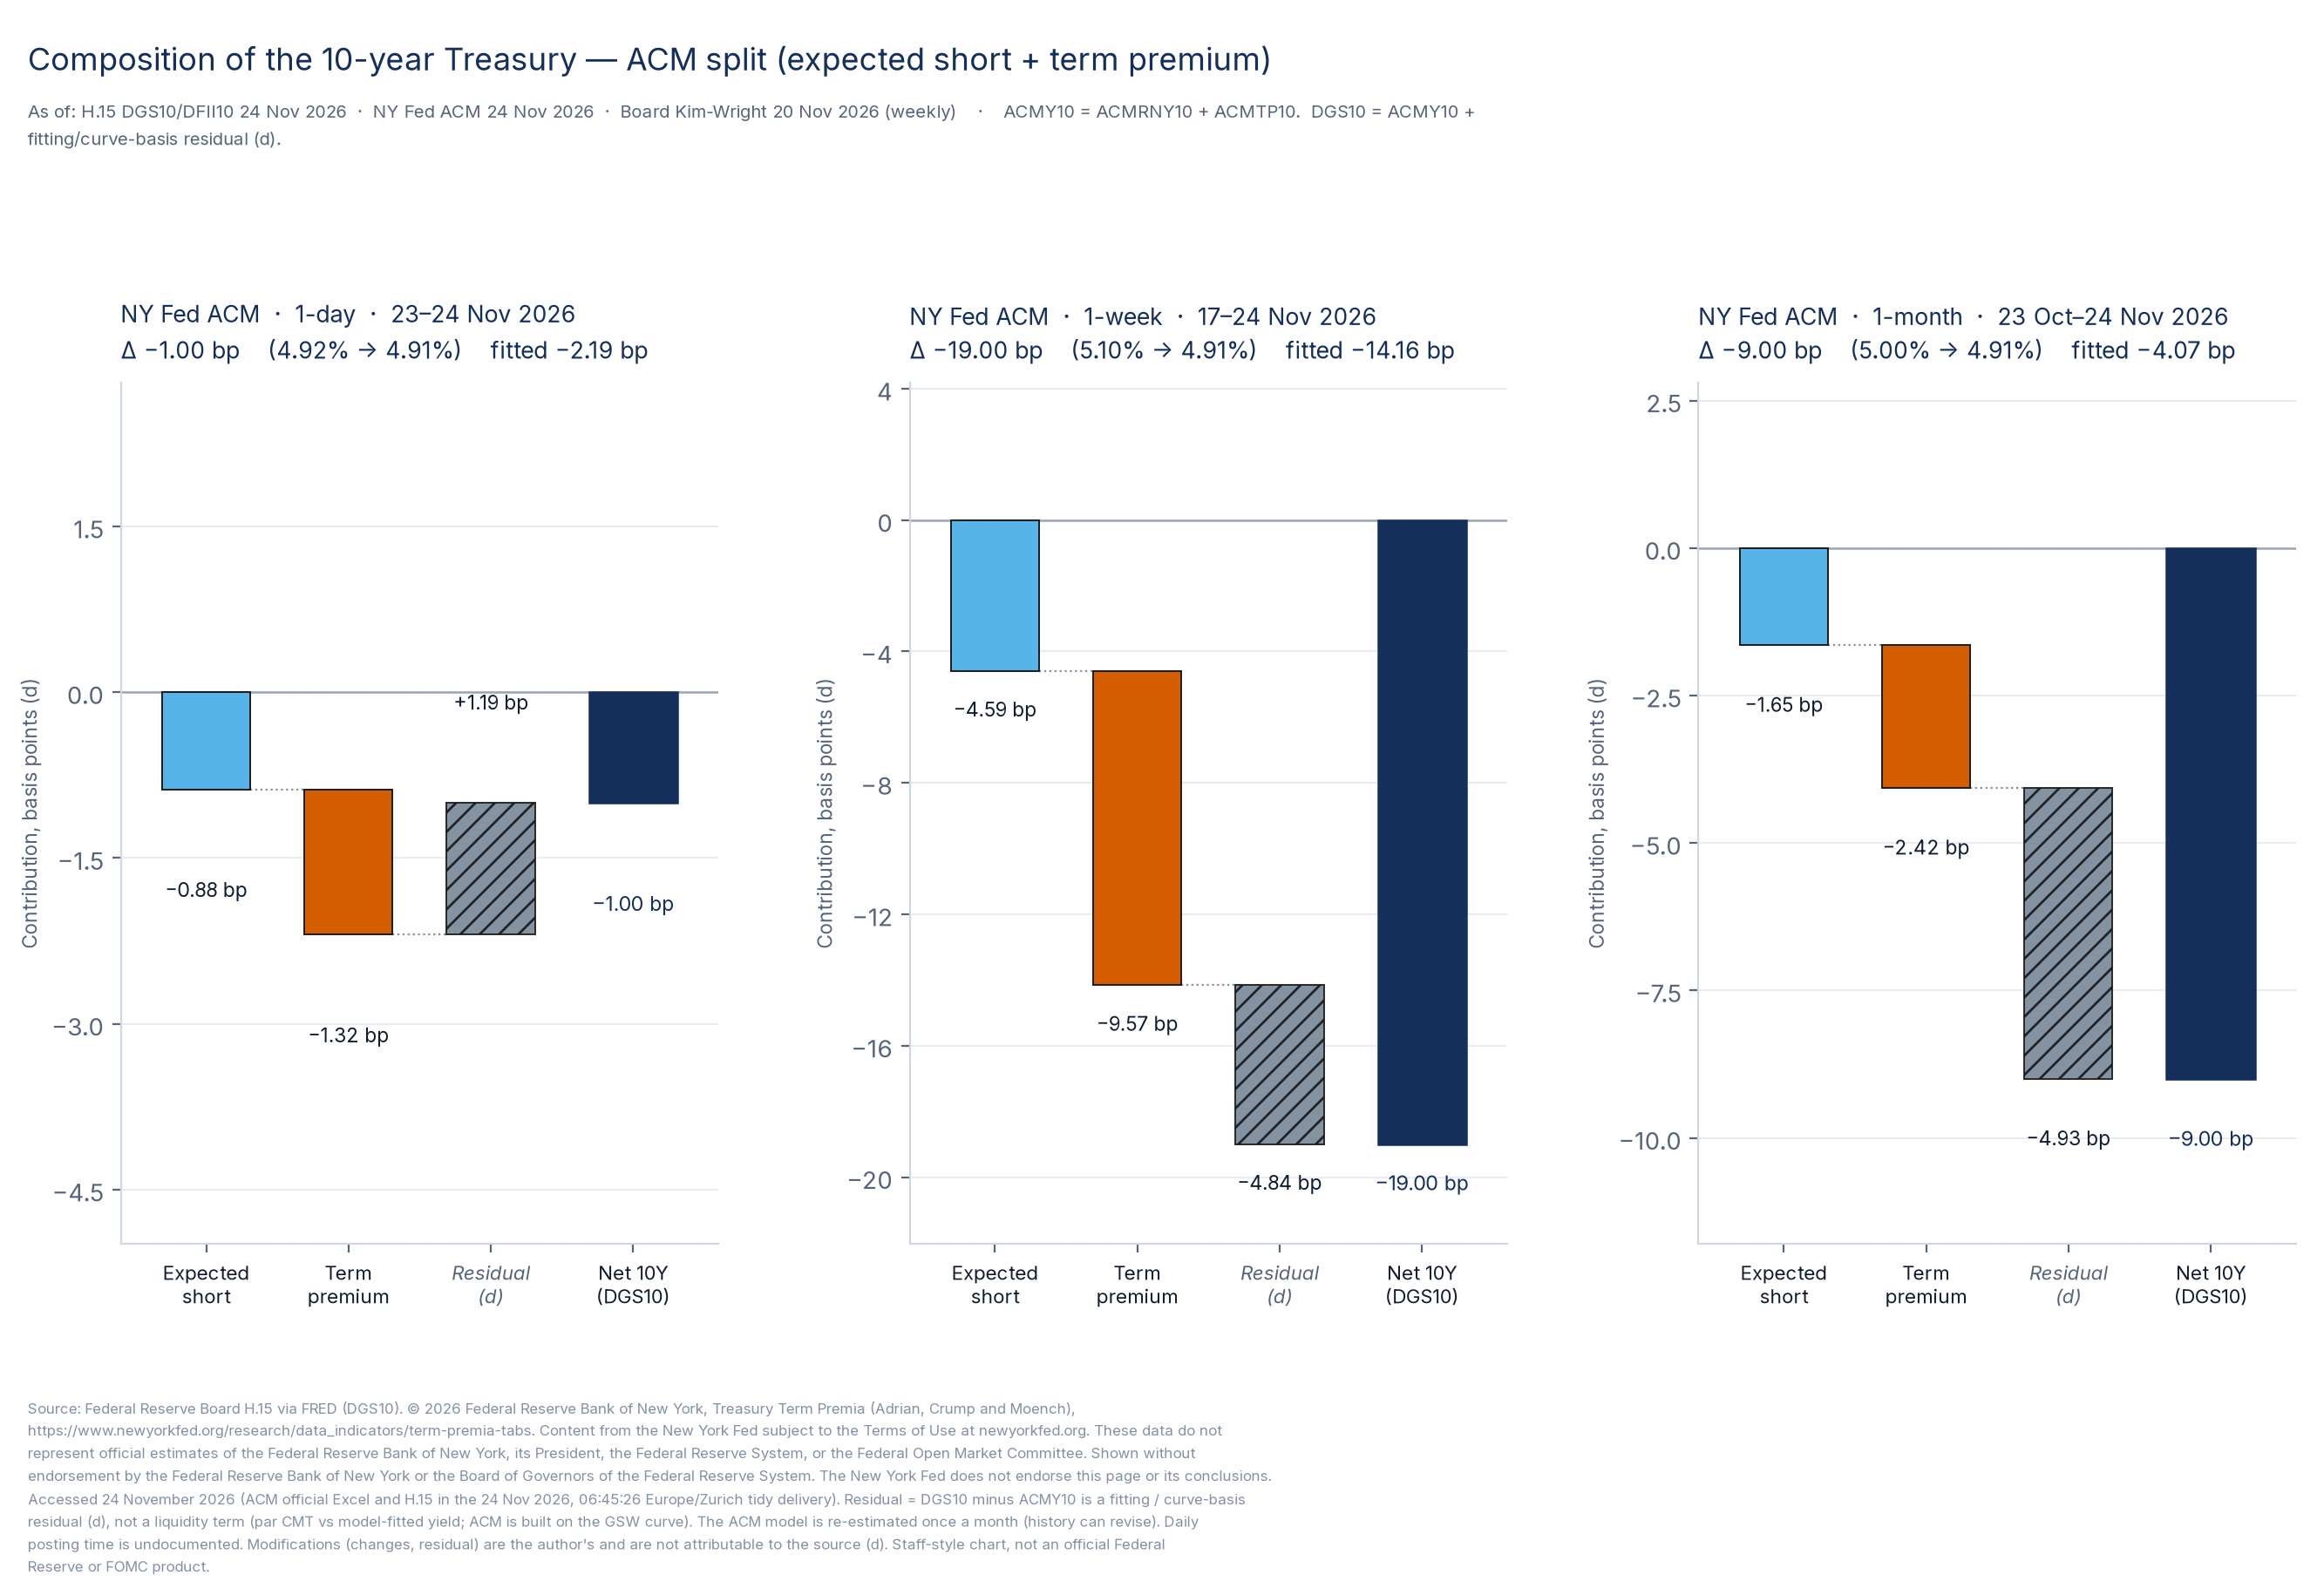 Composition of the 10-year Treasury — ACM split (expected short + term premium)
As of: H.15 DGS10/DFII10 24 Nov 2026 · NY Fed ACM 24 Nov 2026 · Board Kim-Wright 20 Nov 2026 (weekly) · ACMY10 = ACMRNY10 + ACMTP10. DGS10 = ACMY10 +
fitting/curve-basis residual (d).
NY Fed ACM · 1-day · 23–24 Nov 2026
Δ −1.00 bp (4.92% → 4.91%) fitted −2.19 bp
Contribution, basis points (d)
1.5
0.0
−1.5
−3.0
−4.5
−0.88 bp
−1.32 bp
+1.19 bp
−1.00 bp
Expected
short
Term
premium
Residual
(d)
Net 10Y
(DGS10)
NY Fed ACM · 1-week · 17–24 Nov 2026
Δ −19.00 bp (5.10% → 4.91%) fitted −14.16 bp
Contribution, basis points (d)
4
0
−4
−8
−12
−16
−20
−4.59 bp
−9.57 bp
−4.84 bp
−19.00 bp
Expected
short
Term
premium
Residual
(d)
Net 10Y
(DGS10)
NY Fed ACM · 1-month · 23 Oct–24 Nov 2026
Δ −9.00 bp (5.00% → 4.91%) fitted −4.07 bp
Contribution, basis points (d)
2.5
0.0
−2.5
−5.0
−7.5
−10.0
−1.65 bp
−2.42 bp
−4.93 bp
−9.00 bp
Expected
short
Term
premium
Residual
(d)
Net 10Y
(DGS10)
Source: Federal Reserve Board H.15 via FRED (DGS10). © 2026 Federal Reserve Bank of New York, Treasury Term Premia (Adrian, Crump and Moench),
https://www.newyorkfed.org/research/data_indicators/term-premia-tabs. Content from the New York Fed subject to the Terms of Use at newyorkfed.org. These data do not
represent official estimates of the Federal Reserve Bank of New York, its President, the Federal Reserve System, or the Federal Open Market Committee. Shown without
endorsement by the Federal Reserve Bank of New York or the Board of Governors of the Federal Reserve System. The New York Fed does not endorse this page or its conclusions.
Accessed 24 November 2026 (ACM official Excel and H.15 in the 24 Nov 2026, 06:45:26 Europe/Zurich tidy delivery). Residual = DGS10 minus ACMY10 is a fitting / curve-basis
residual (d), not a liquidity term (par CMT vs model-fitted yield; ACM is built on the GSW curve). The ACM model is re-estimated once a month (history can revise). Daily
posting time is undocumented. Modifications (changes, residual) are the author's and are not attributable to the source (d). Staff-style chart, not an official Federal
Reserve or FOMC product.